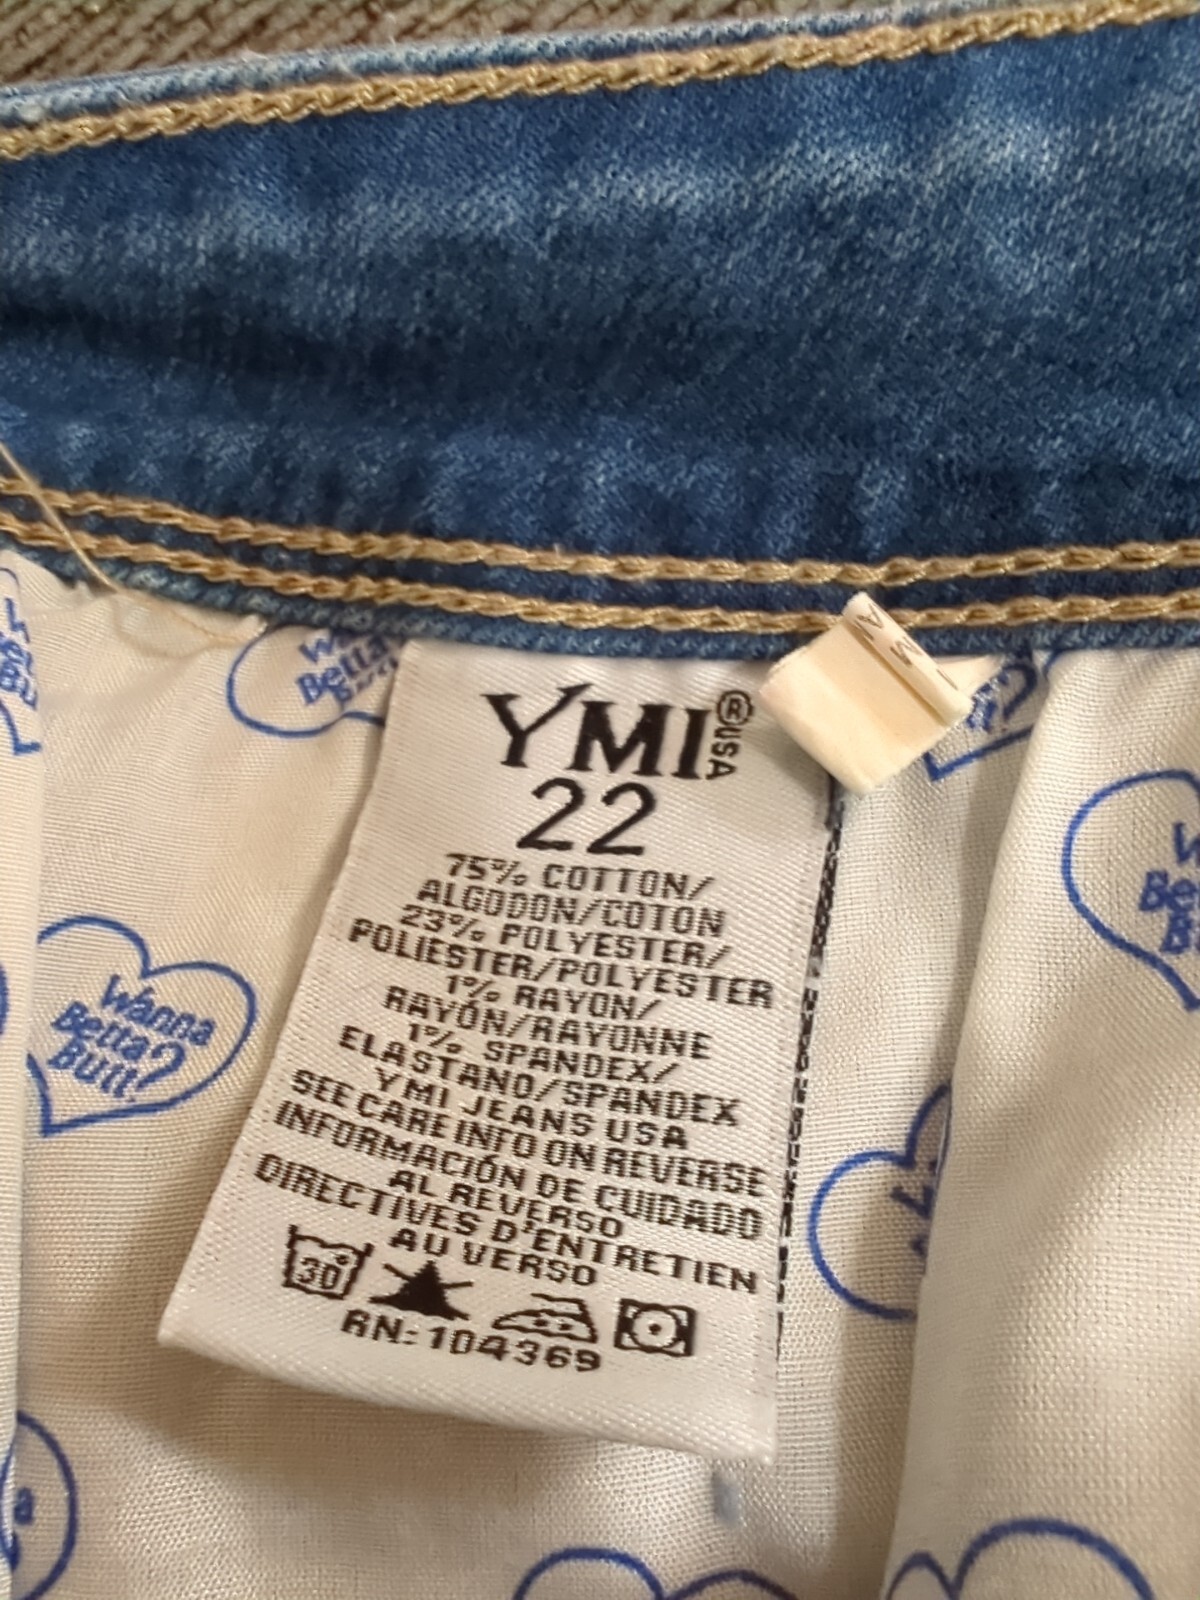 YMI® USA
22
75% COTTON/
ALGODON/COTON
23% POLYESTER/
POLIESTER/POLYESTER
1% RAYON/
RAYÓN/RAYONNE
1% SPANDEX/
ELASTANO/SPANDEX
YMI JEANS USA
SEE CARE INFO ON REVERSE
INFORMACIÓN DE CUIDADO
AL REVERSO
DIRECTIVES D'ENTRETIEN
AU VERSO
30
RN: 104369
Wanna
Betta?
Butt!